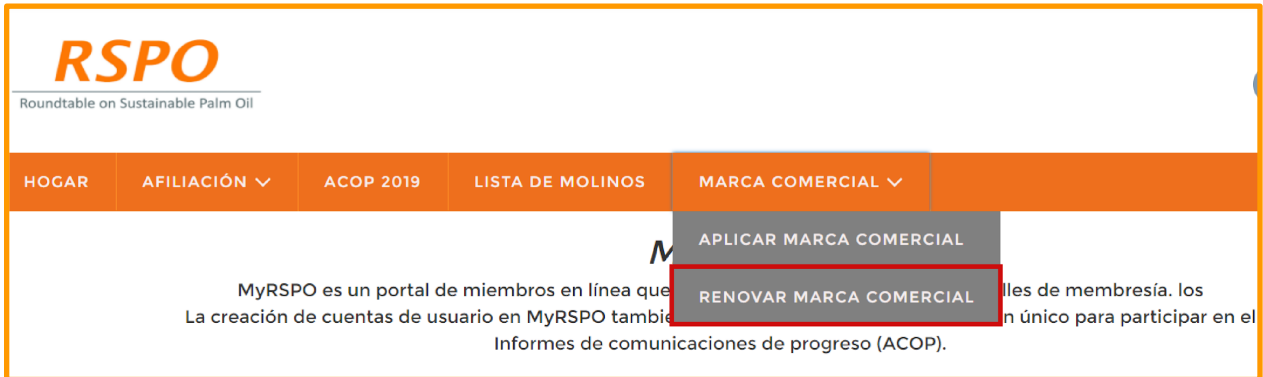 RSPO
Roundtable on Sustainable Palm Oil
HOGAR AFILIACIÓN ACOP 2019 LISTA DE MOLINOS MARCA COMERCIAL
APLICAR MARCA COMERCIAL
RENOVAR MARCA COMERCIAL
MyRSPO es un portal de miembros en línea que lles de membresía. los
La creación de cuentas de usuario en MyRSPO tambié n único para participar en el
Informes de comunicaciones de progreso (ACOP).